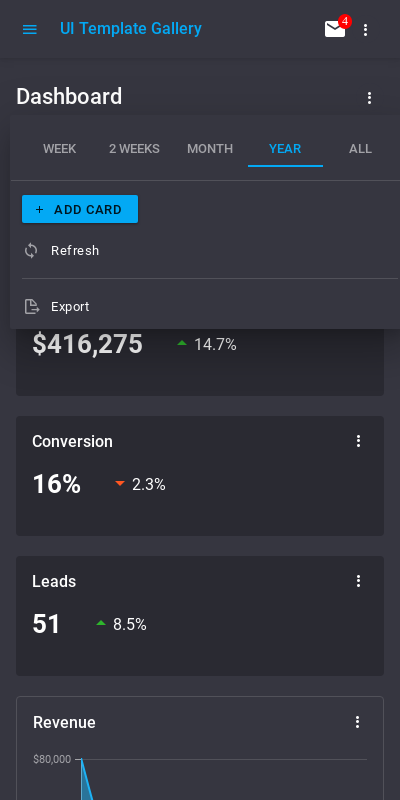 UI Template Gallery
4
Dashboard
WEEK 2 WEEKS MONTH YEAR ALL
+ ADD CARD
Refresh
Export
$416,275 14.7%
Conversion
16% 2.3%
Leads
51 8.5%
Revenue
$80,000